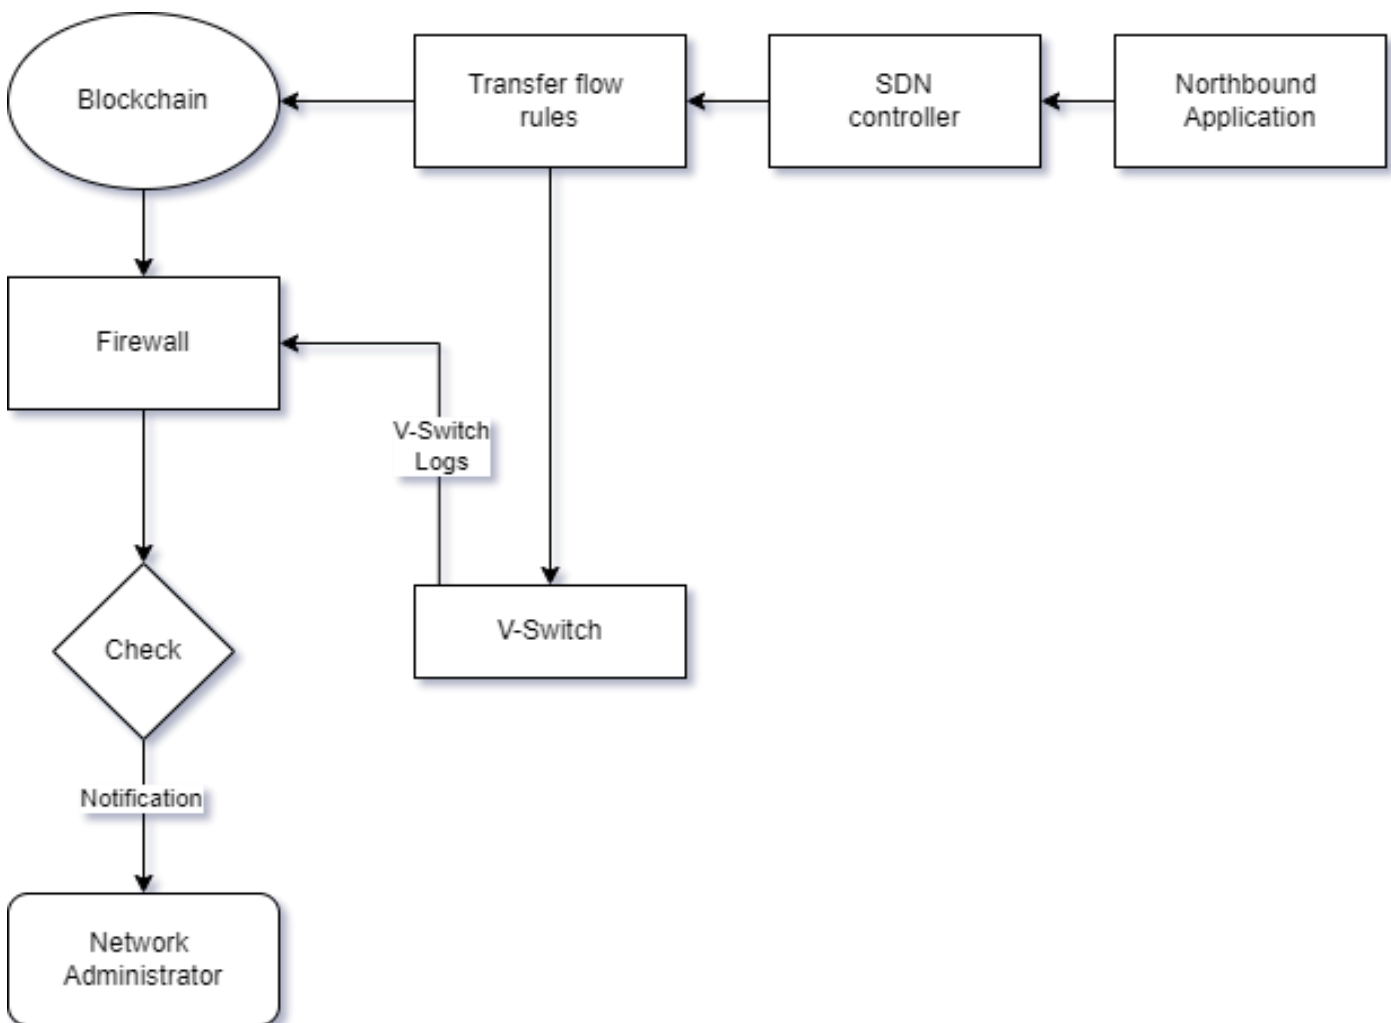 Blockchain
Transfer flow
rules
SDN
controller
Northbound
Application
Firewall
V-Switch
Logs
V-Switch
Check
Notification
Network
Administrator